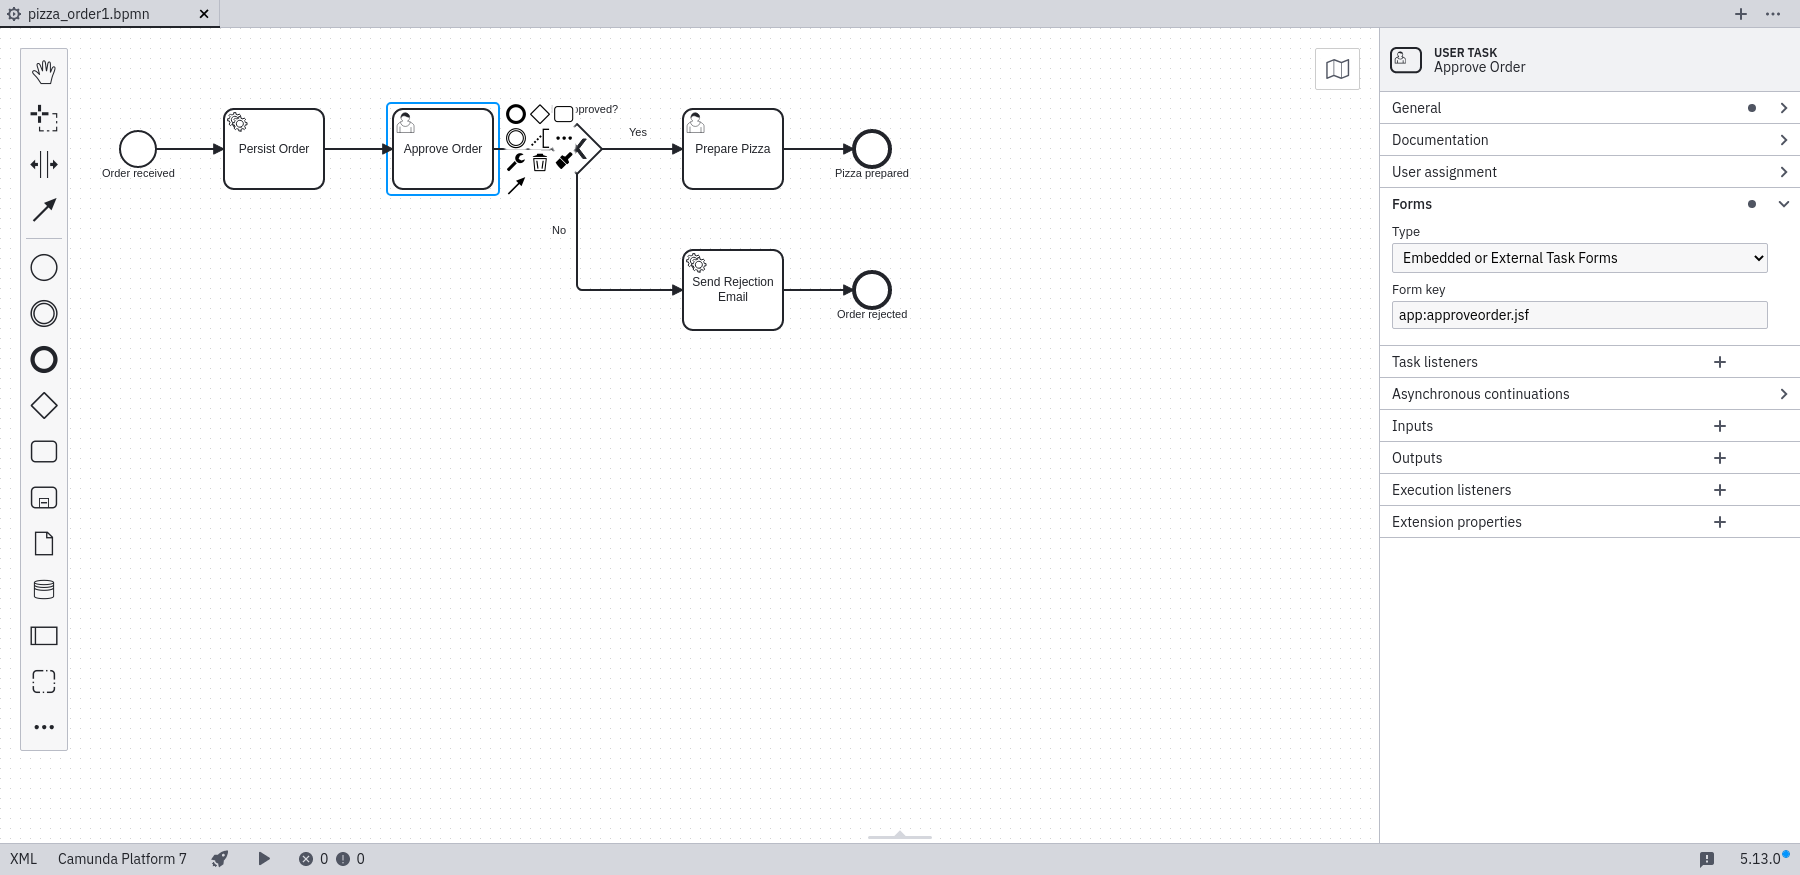 pizza_order1.bpmn
Order received
Persist Order
Approve Order
proved?
Yes
Prepare Pizza
Pizza prepared
No
Send Rejection
Email
Order rejected
USER TASK
Approve Order
General
Documentation
User assignment
Forms
Type
Embedded or External Task Forms
Form key
app:approveorder.jsf
Task listeners
Asynchronous continuations
Inputs
Outputs
Execution listeners
Extension properties
XML
Camunda Platform 7
0
0
5.13.0